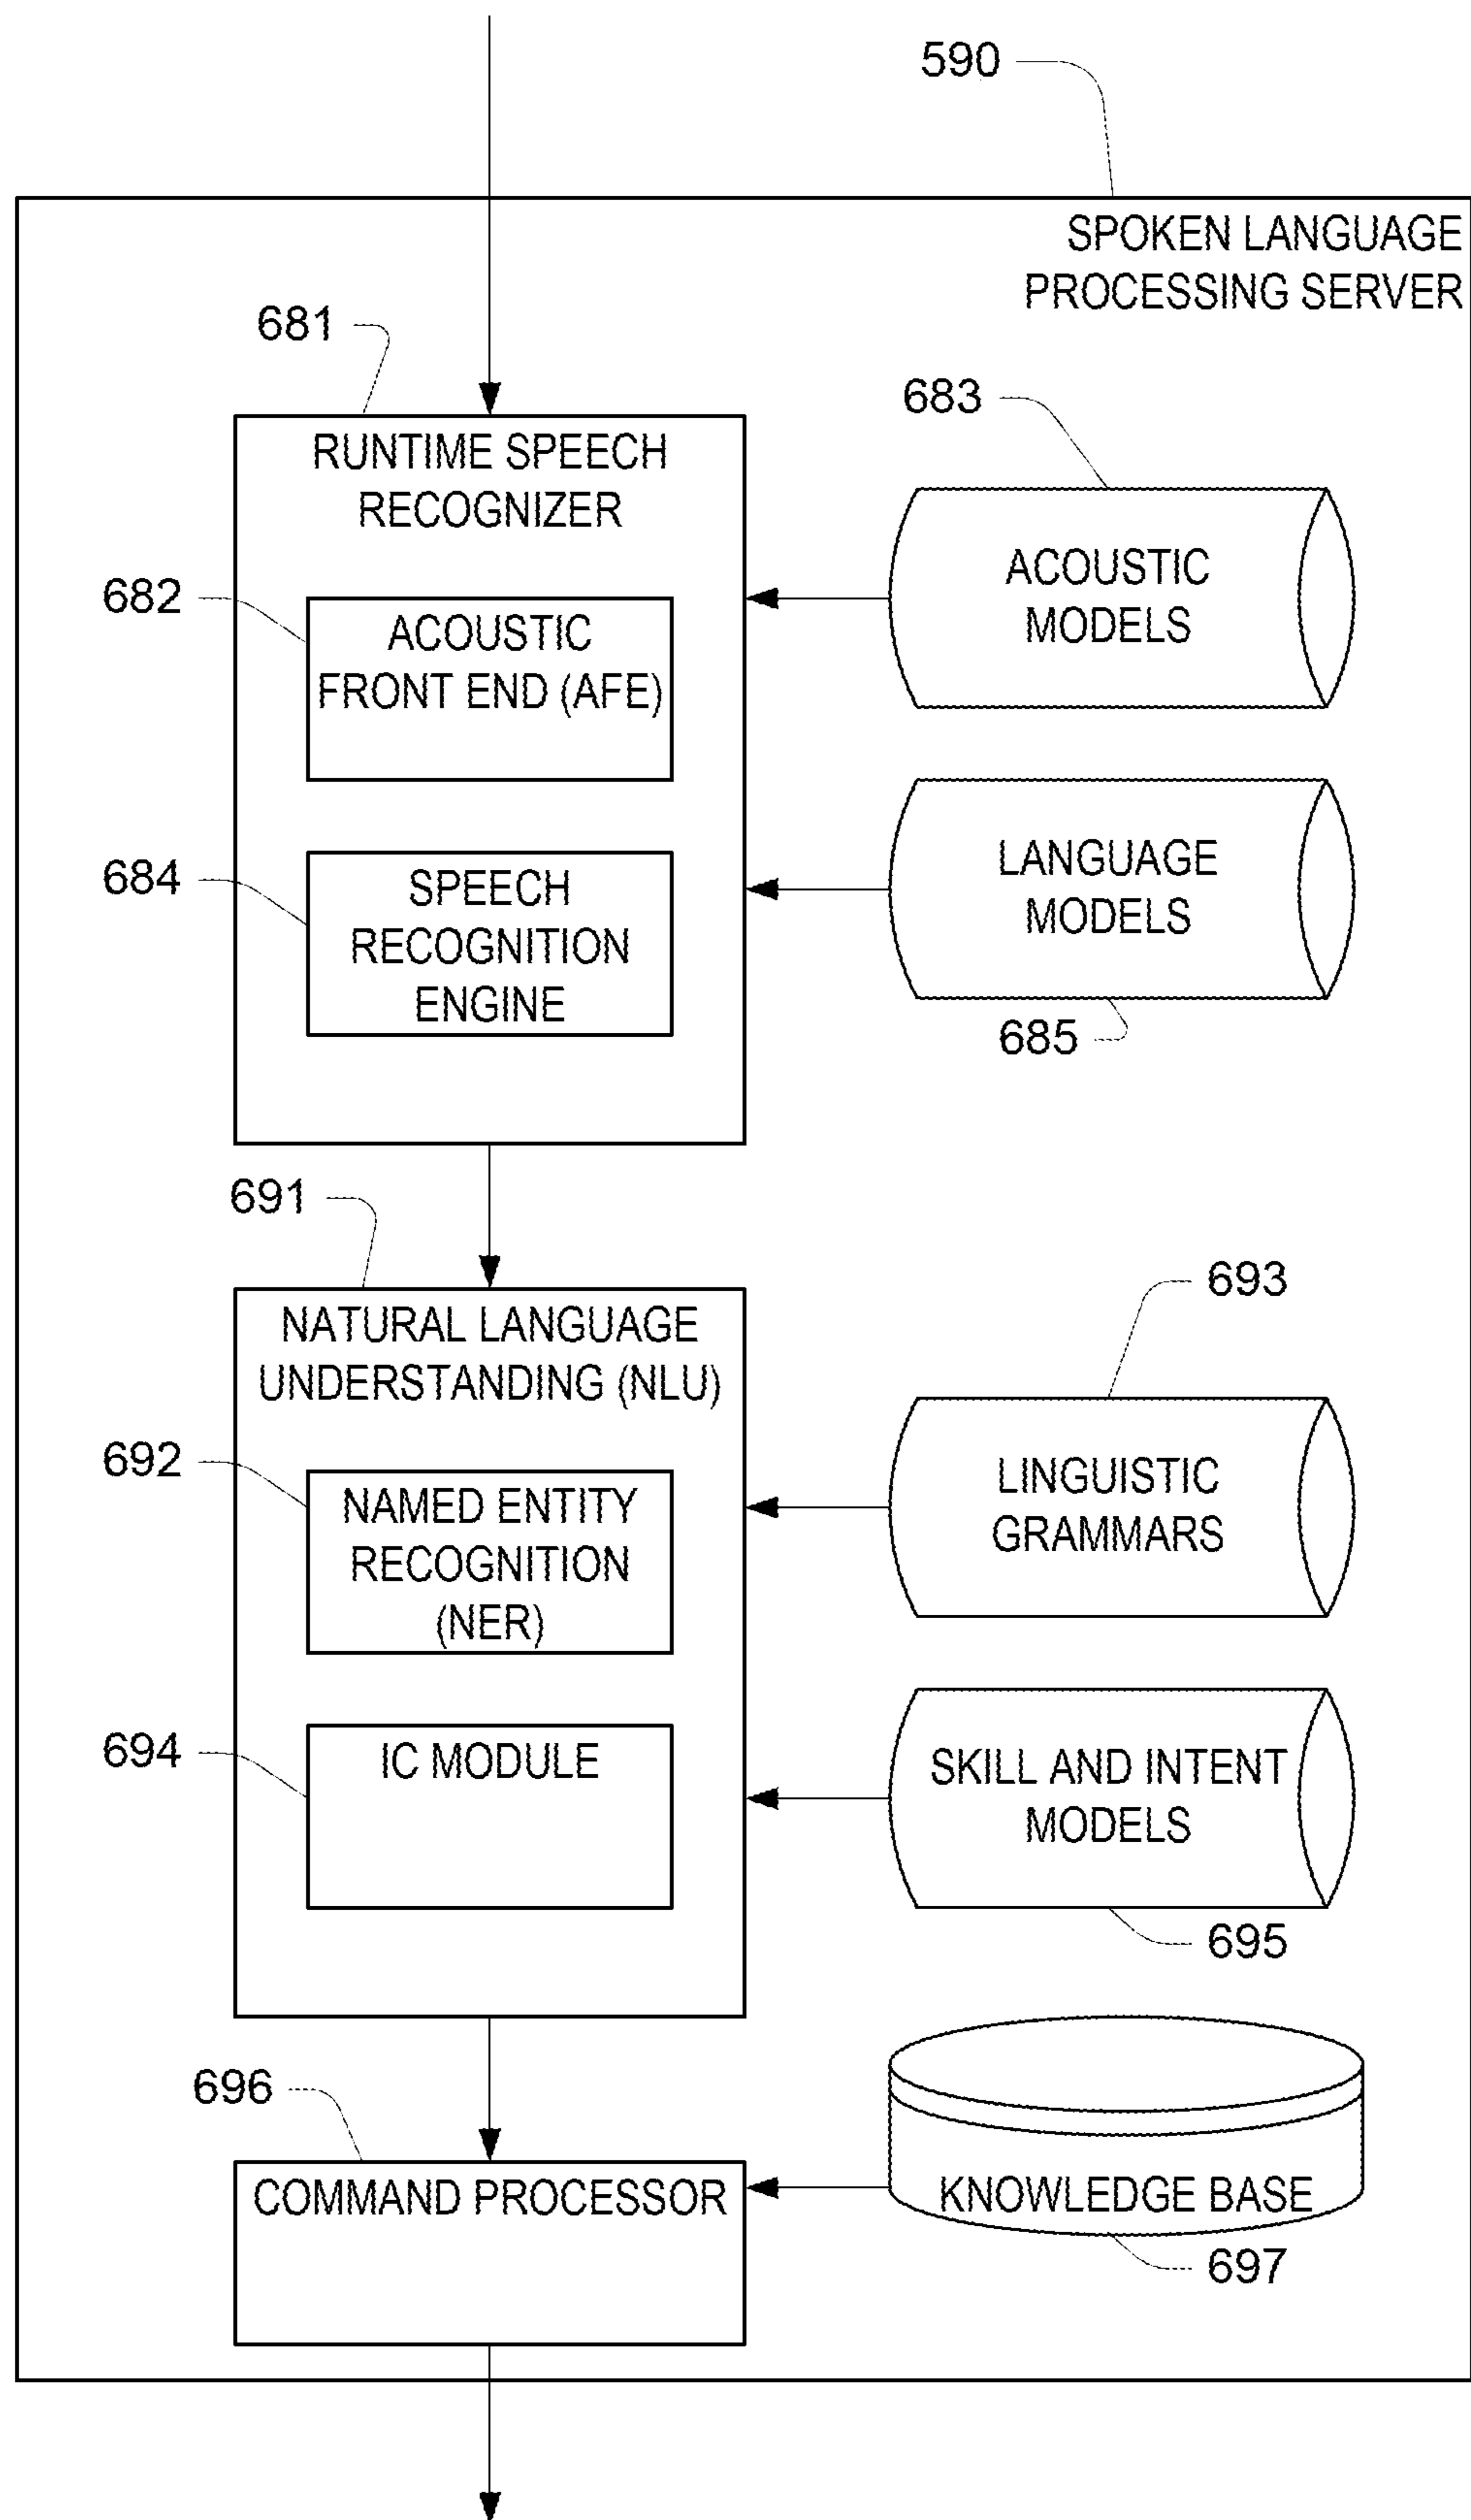 590
SPOKEN LANGUAGE
PROCESSING SERVER
681
RUNTIME SPEECH
RECOGNIZER
683
ACOUSTIC
MODELS
682
ACOUSTIC
FRONT END (AFE)
LANGUAGE
MODELS
685
684
SPEECH
RECOGNITION
ENGINE
691
NATURAL LANGUAGE
UNDERSTANDING (NLU)
693
LINGUISTIC
GRAMMARS
692
NAMED ENTITY
RECOGNITION
(NER)
694
IC MODULE
SKILL AND INTENT
MODELS
695
696
COMMAND PROCESSOR
KNOWLEDGE BASE
697